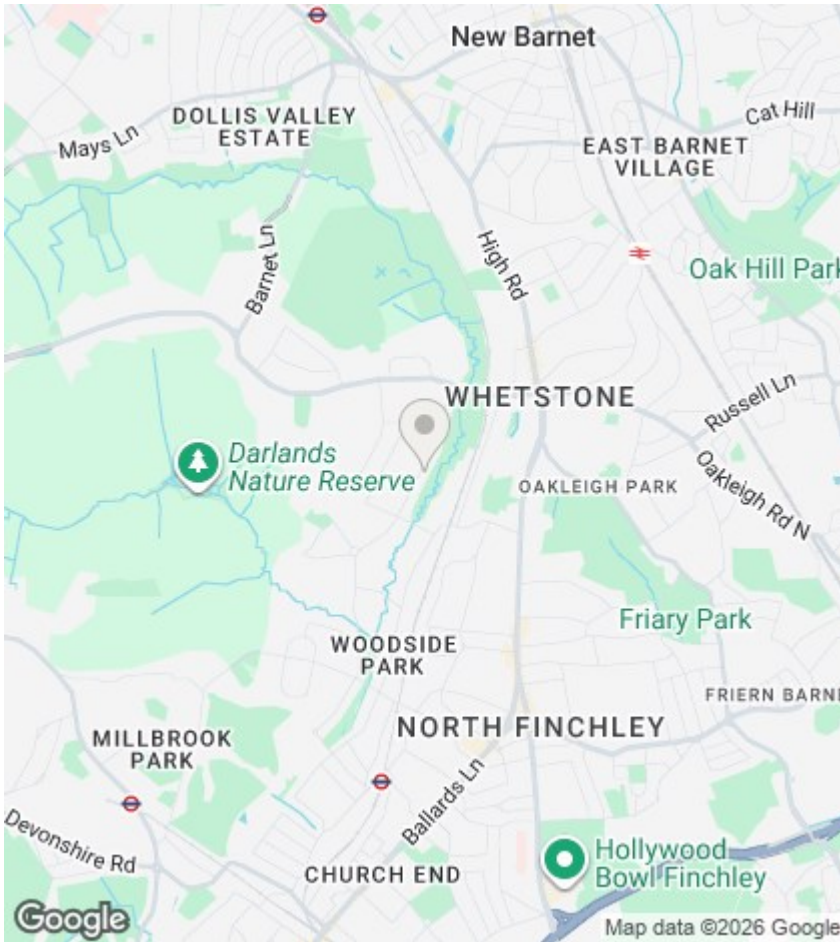 New Barnet
DOLLIS VALLEY
ESTATE
Cat Hill
Mays Ln
EAST BARNET
VILLAGE
Barnet Ln
High Rd
Oak Hill Park
WHETSTONE
Russell Ln
Darlands
Nature Reserve
OAKLEIGH PARK
Oakleigh Rd N
Friary Park
WOODSIDE
PARK
FRIERN BARNE
NORTH FINCHLEY
MILLBROOK
PARK
Ballards Ln
Devonshire Rd
CHURCH END
Hollywood
Bowl Finchley
Google
Map data ©2026 Google